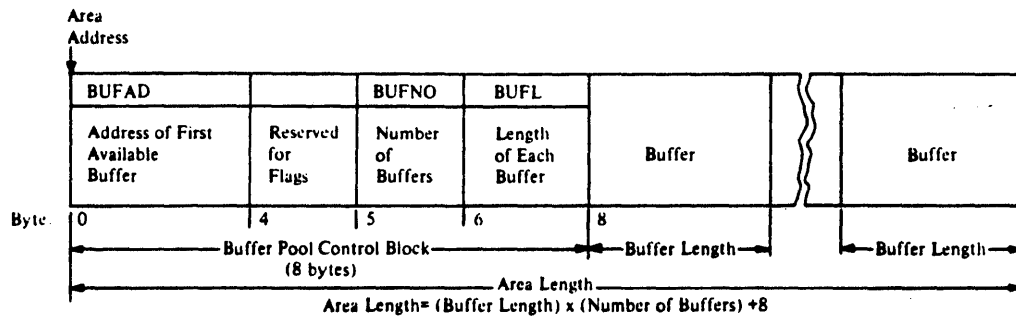 Area
Address
BUFAD BUFNO BUFL
Address of First Reserved Number Length
Available for of of Each Buffer Buffer
Buffer Flags Buffers Buffer
Byte. 0 4 5 6 8
Buffer Pool Control Block Buffer Length Buffer Length
(8 bytes)
Area Length
Area Length= (Buffer Length) x (Number of Buffers) +8